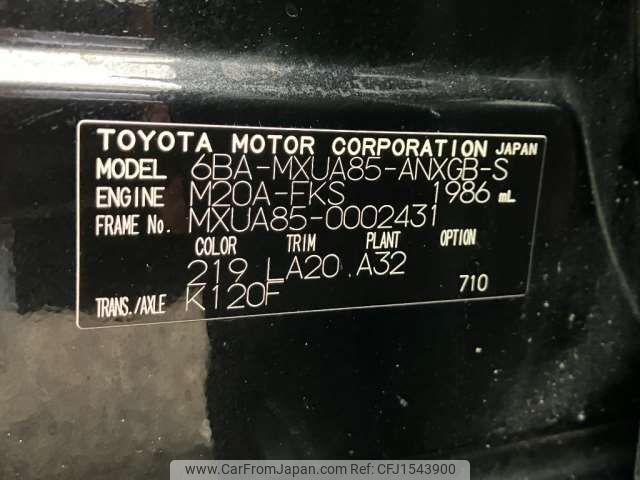 TOYOTA MOTOR CORPORATION JAPAN
MODEL 6BA-MXUA85-ANXGB-S
ENGINE M20A-FKS 1986 mL
FRAME No. MXUA85-0002431
COLOR TRIM PLANT OPTION
219 LA20 A32
TRANS./AXLE K120F 710
www.CarFromJapan.com - CFJ1543900